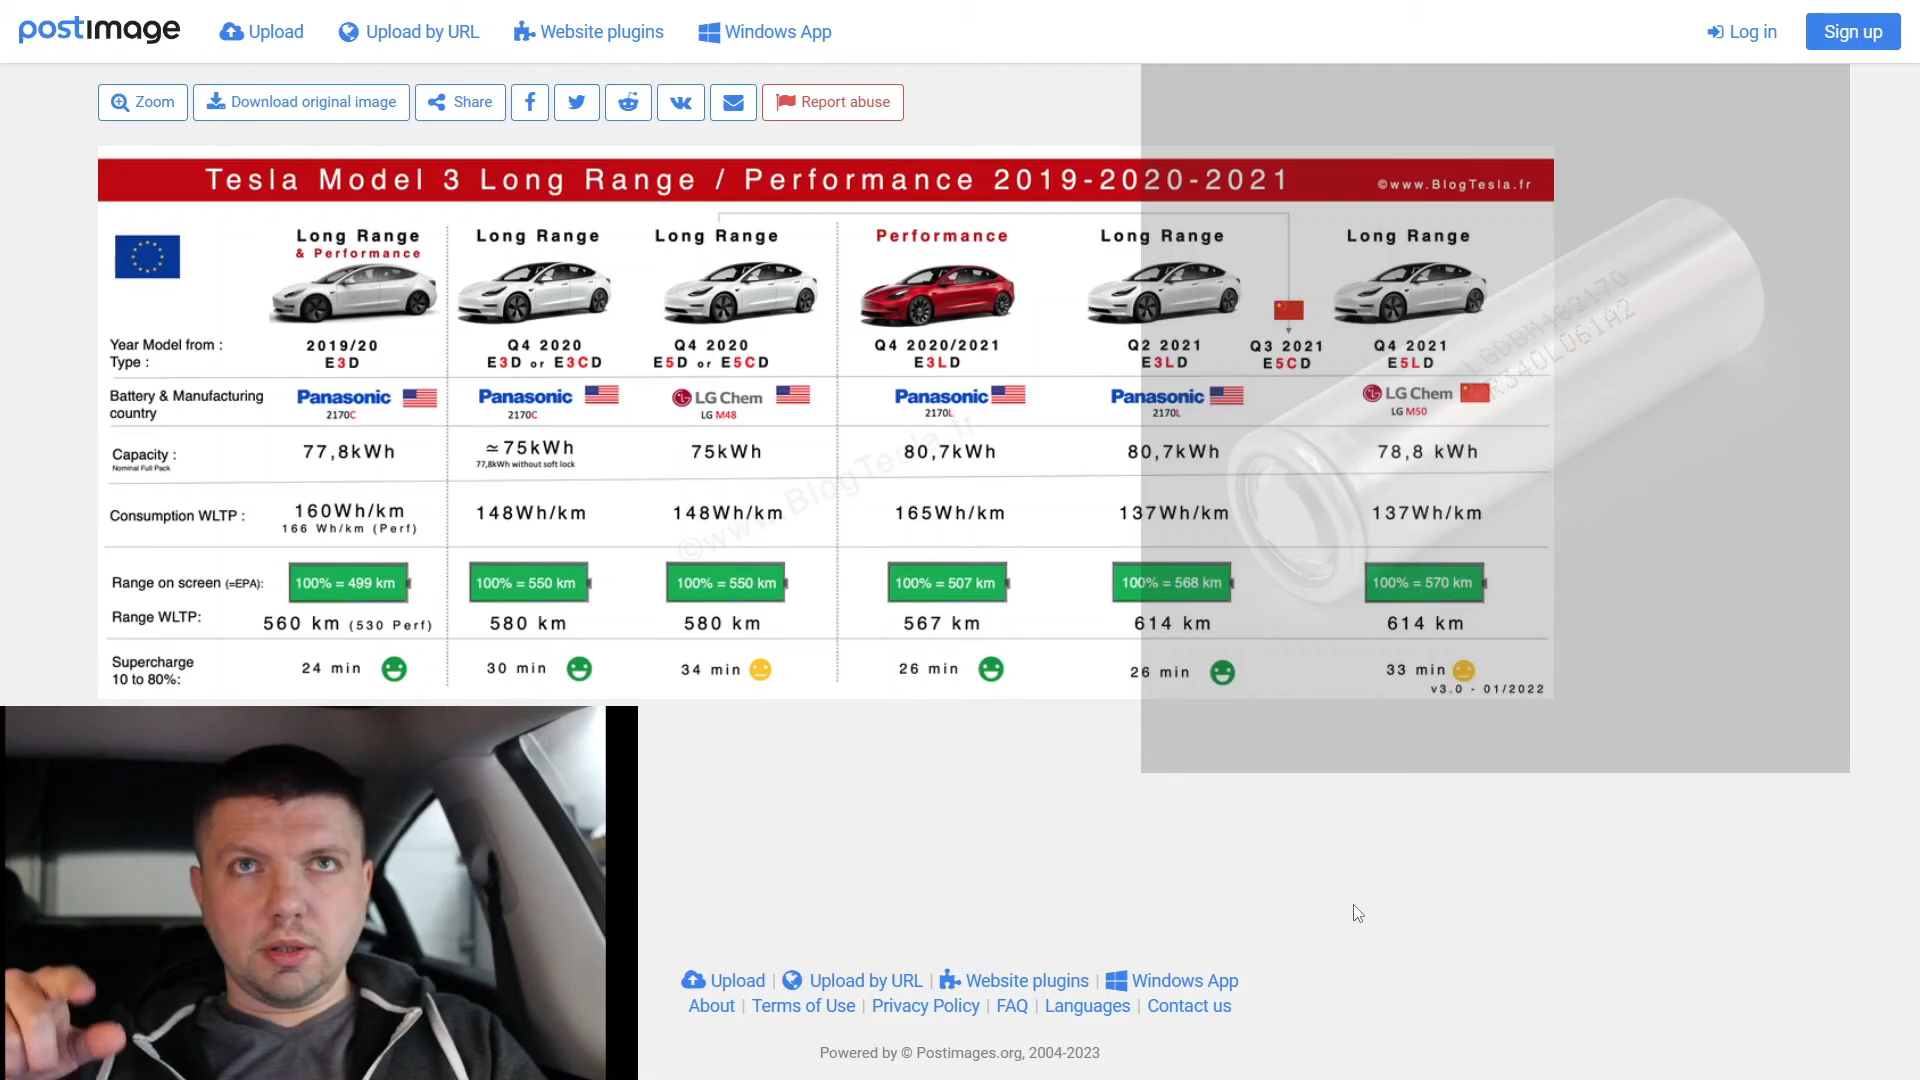 postimage Upload Upload by URL Website plugins Windows App Log in Sign up
Zoom Download original image Share Report abuse
Tesla Model 3 Long Range / Performance 2019-2020-2021 ©www.BlogTesla.fr
Long Range Long Range Long Range Performance Long Range Long Range
& Performance
Year Model from : 2019/20 Q4 2020 Q4 2020 Q4 2020/2021 Q2 2021 Q3 2021 Q4 2021
Type : E3D E3D or E3CD E5D or E5CD E3LD E3LD E5CD E5LD
Battery & Manufacturing Panasonic Panasonic LG Chem Panasonic Panasonic LG Chem
country 2170C 2170C LG M48 2170L 2170L LG M50
Capacity : 77,8kWh ≃75kWh 75kWh 80,7kWh 80,7kWh 78,8 kWh
Nominal Full Pack 77,8kWh without soft lock
Consumption WLTP : 160Wh/km 148Wh/km 148Wh/km 165Wh/km 137Wh/km 137Wh/km
166 Wh/km (Perf)
©www.BlogTesla.fr
Range on screen (=EPA): 100% = 499 km 100% = 550 km 100% = 550 km 100% = 507 km 100% = 568 km 100% = 570 km
Range WLTP: 560 km (530 Perf) 580 km 580 km 567 km 614 km 614 km
Supercharge 24 min 30 min 34 min 26 min 26 min 33 min
10 to 80%:
v3.0 - 01/2022
Upload | Upload by URL | Website plugins | Windows App
About | Terms of Use | Privacy Policy | FAQ | Languages | Contact us
Powered by © Postimages.org, 2004-2023